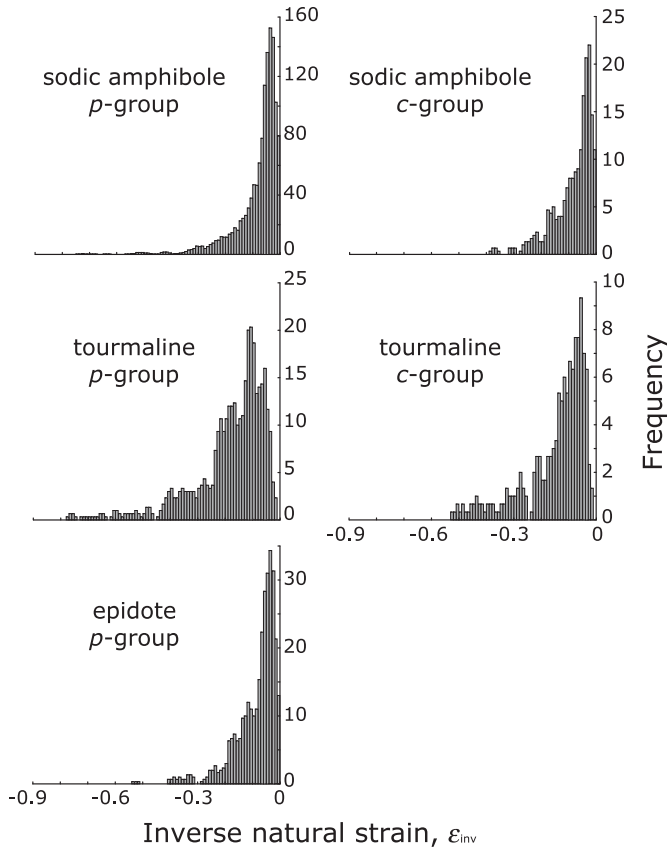 160
120
80
40
0
sodic amphibole
p-group
25
20
15
10
5
0
sodic amphibole
c-group
25
20
15
10
5
0
tourmaline
p-group
10
8
6
4
2
0
tourmaline
c-group
-0.9 -0.6 -0.3 0
Frequency
30
20
10
0
epidote
p-group
-0.9 -0.3 0
Inverse natural strain, εinv